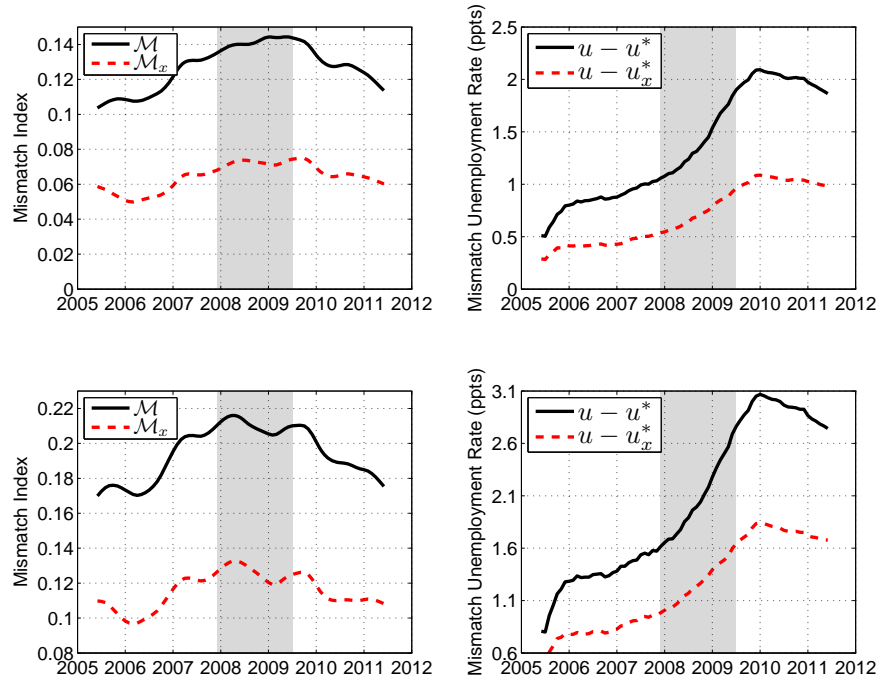 Mismatch Index
0.14
0.12
0.1
0.08
0.06
0.04
0.02
0
2005 2006 2007 2008 2009 2010 2011 2012
ℳ
ℳₓ
Mismatch Unemployment Rate (ppts)
2.5
2
1.5
1
0.5
0
2005 2006 2007 2008 2009 2010 2011 2012
u − u*
u − u*ₓ
Mismatch Index
0.22
0.2
0.18
0.16
0.14
0.12
0.1
0.08
2005 2006 2007 2008 2009 2010 2011 2012
ℳ
ℳₓ
Mismatch Unemployment Rate (ppts)
3.1
2.6
2.1
1.6
1.1
0.6
2005 2006 2007 2008 2009 2010 2011 2012
u − u*
u − u*ₓ